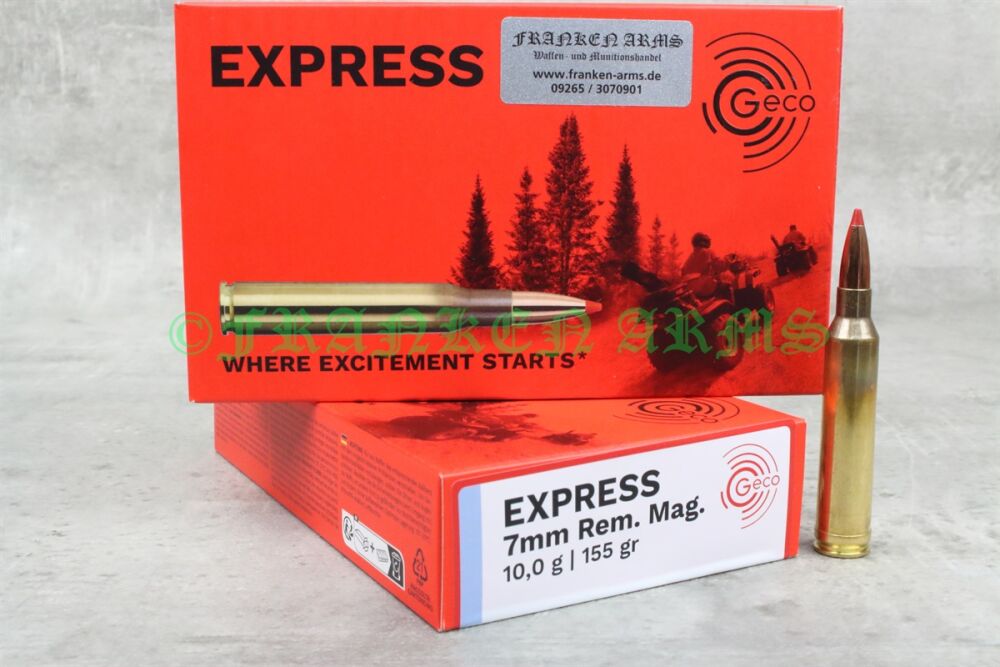 EXPRESS
FRANKEN ARMS
Waffen- und Munitionshandel
www.franken-arms.de
09265 / 3070901
Geco
© FRANKEN ARMS
WHERE EXCITEMENT STARTS*
EXPRESS
7mm Rem. Mag.
10,0 g | 155 gr
Geco